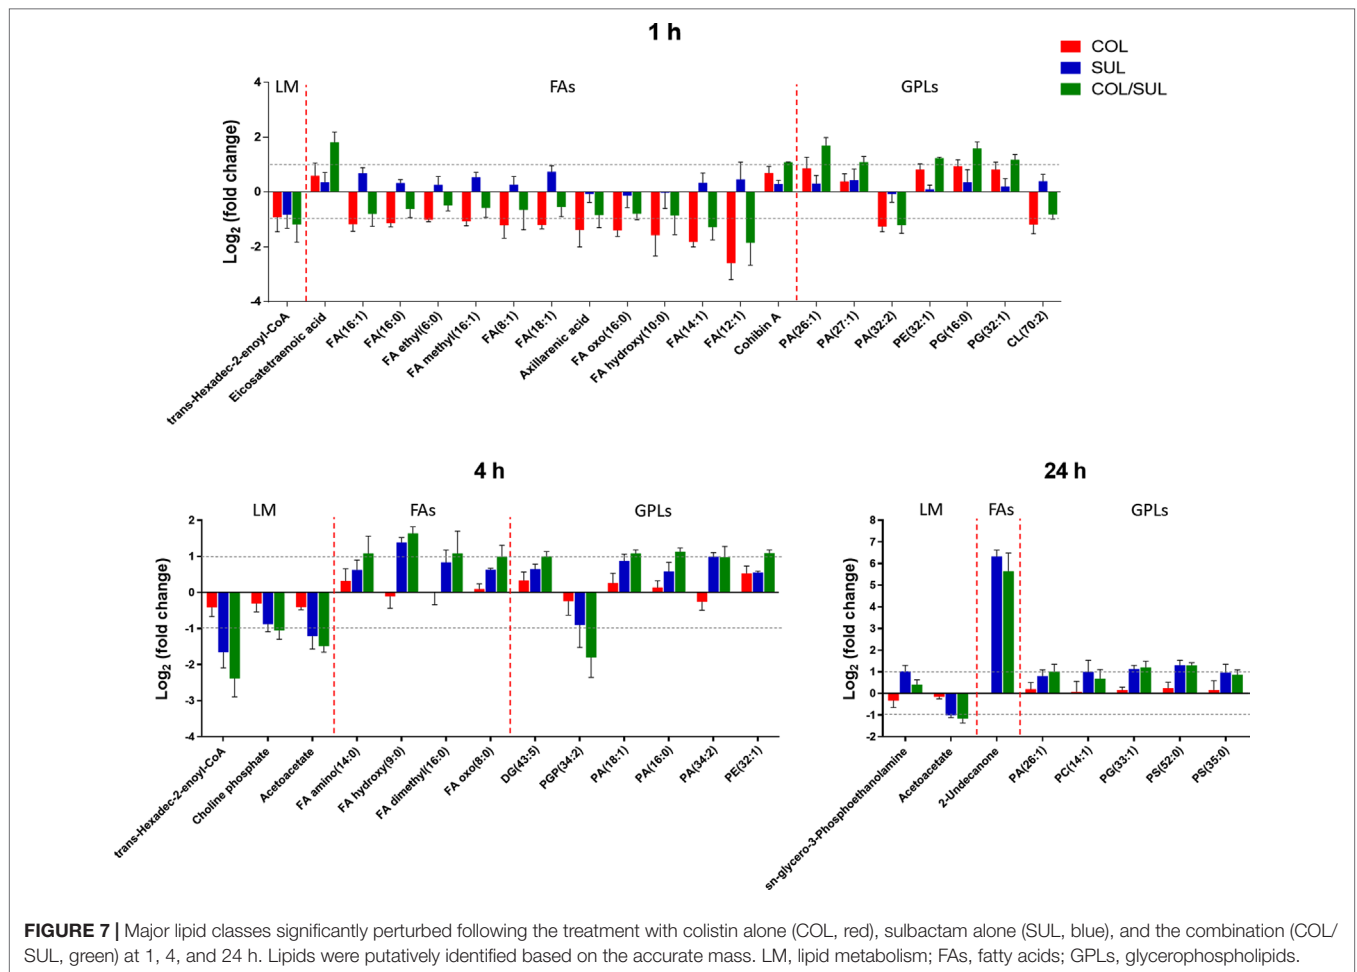 1 h
COL
SUL
COL/SUL
LM
FAs
GPLs
Log2 (fold change)
4
2
0
-2
-4
trans-Hexadec-2-enoyl-CoA
Eicosatetraenoic acid
FA(16:1)
FA(16:0)
FA ethyl(6:0)
FA methyl(16:1)
FA(8:1)
FA(18:1)
Axillarenic acid
FA oxo(16:0)
FA hydroxy(10:0)
FA(14:1)
FA(12:1)
Cohibin A
PA(26:1)
PA(27:1)
PA(32:2)
PE(32:1)
PG(16:0)
PG(32:1)
CL(70:2)
4 h
LM
FAs
GPLs
Log2 (fold change)
2
1
0
-1
-2
-3
-4
trans-Hexadec-2-enoyl-CoA
Choline phosphate
Acetoacetate
FA amino(14:0)
FA hydroxy(9:0)
FA dimethyl(16:0)
FA oxo(8:0)
DG(43:5)
PGP(34:2)
PA(18:1)
PA(16:0)
PA(34:2)
PE(32:1)
24 h
LM
FAs
GPLs
Log2 (fold change)
8
7
6
5
4
3
2
1
0
-1
-2
sn-glycero-3-Phosphoethanolamine
Acetoacetate
2-Undecanone
PA(26:1)
PC(14:1)
PG(33:1)
PS(52:0)
PS(35:0)
FIGURE 7 | Major lipid classes significantly perturbed following the treatment with colistin alone (COL, red), sulbactam alone (SUL, blue), and the combination (COL/
SUL, green) at 1, 4, and 24 h. Lipids were putatively identified based on the accurate mass. LM, lipid metabolism; FAs, fatty acids; GPLs, glycerophospholipids.